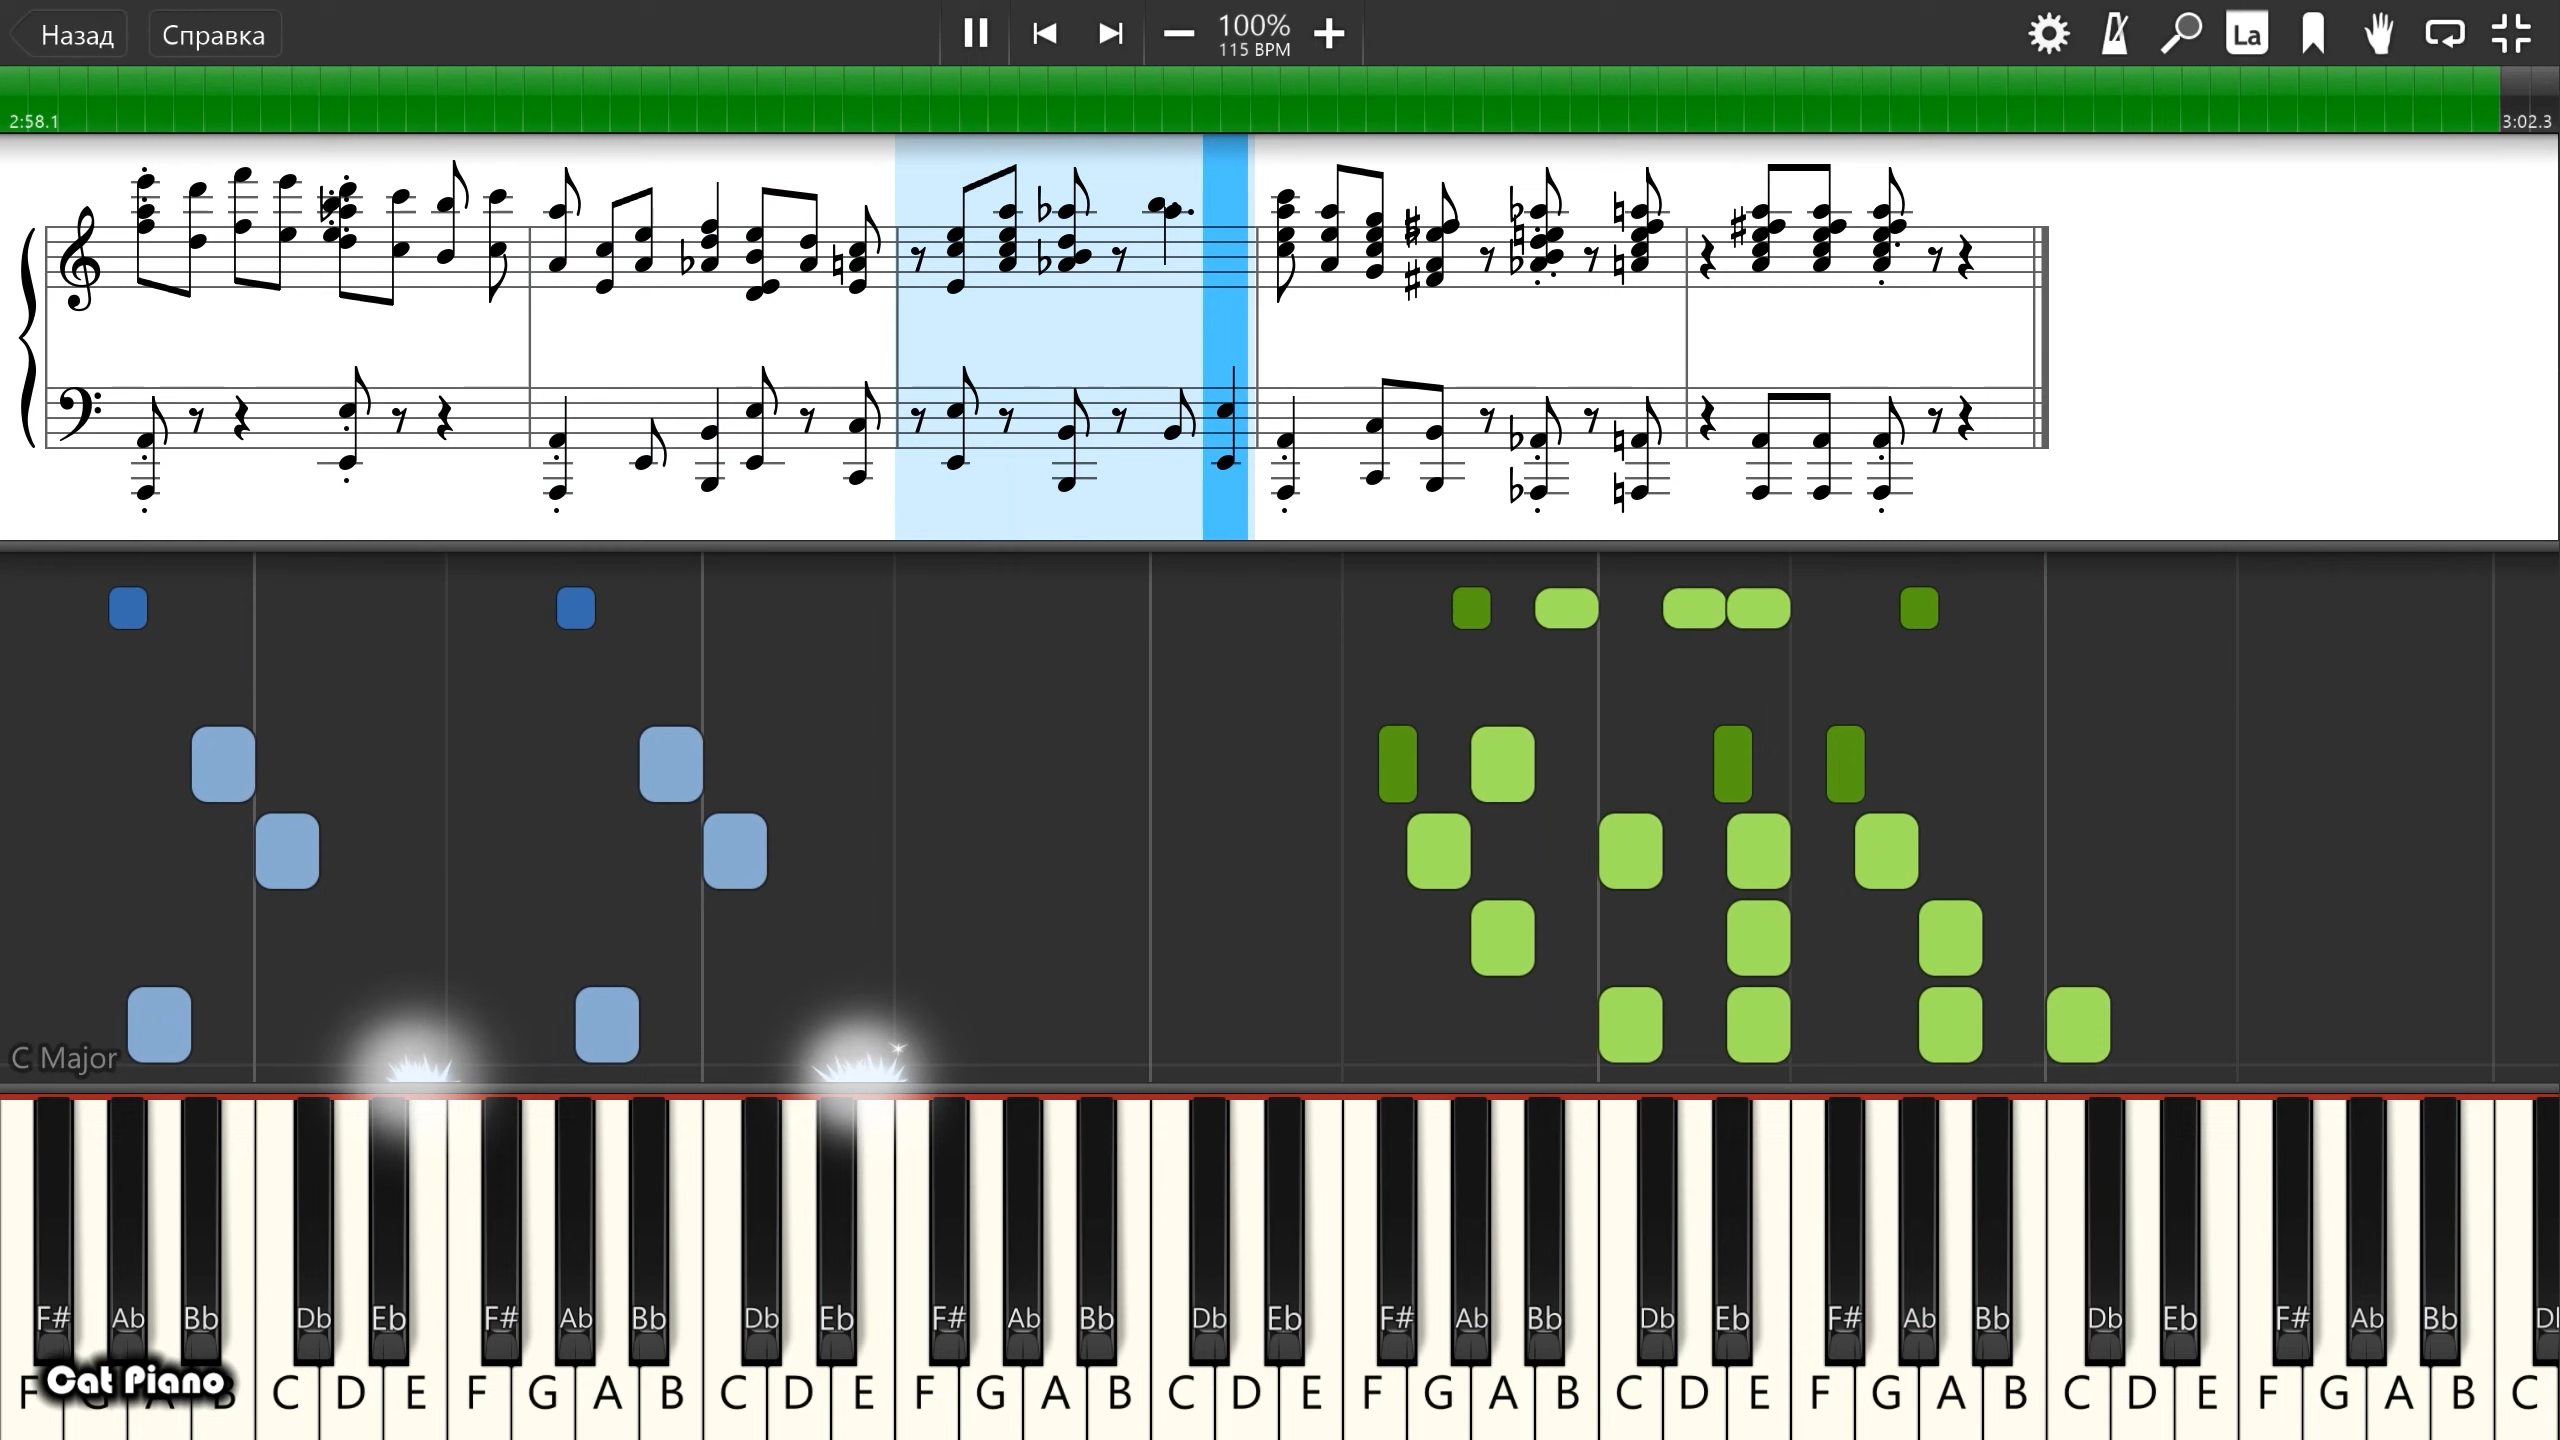 Назад Справка 100% La
115 BPM
2:58.1 3:02.3
C Major
F# Ab Bb Db Eb F# Ab Bb Db Eb F# Ab Bb Db Eb F# Ab Bb Db Eb F# Ab Bb Db Eb F# Ab Bb
Cat Piano
F G A B C D E F G A B C D E F G A B C D E F G A B C D E F G A B C D E F G A B C